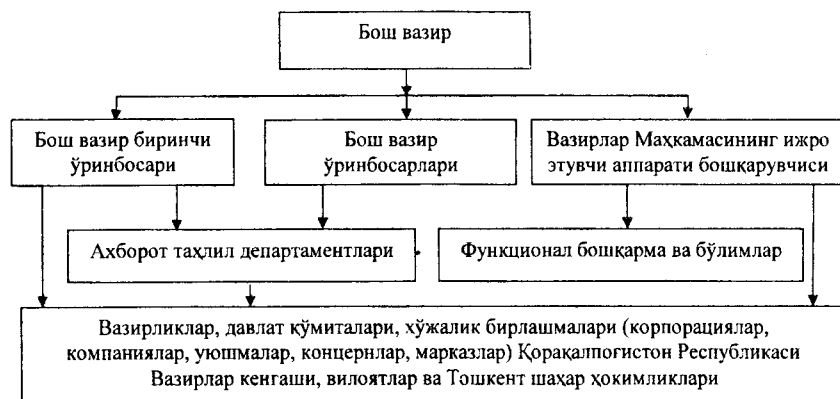 Бош вазир
Бош вазир биринчи
ўринбосари
Бош вазир
ўринбосарлари
Вазирлар Маҳкамасининг ижро
этувчи аппарати бошқарувчиси
Ахборот таҳлил департаментлари
Функционал бошқарма ва бўлимлар
Вазирликлар, давлат қўмиталари, хўжалик бирлашмалари (корпорациялар,
компаниялар, уюшмалар, концернлар, марказлар) Қорақалпоғистон Республикаси
Вазирлар кенгаши, вилоятлар ва Тошкент шаҳар ҳокимликлари